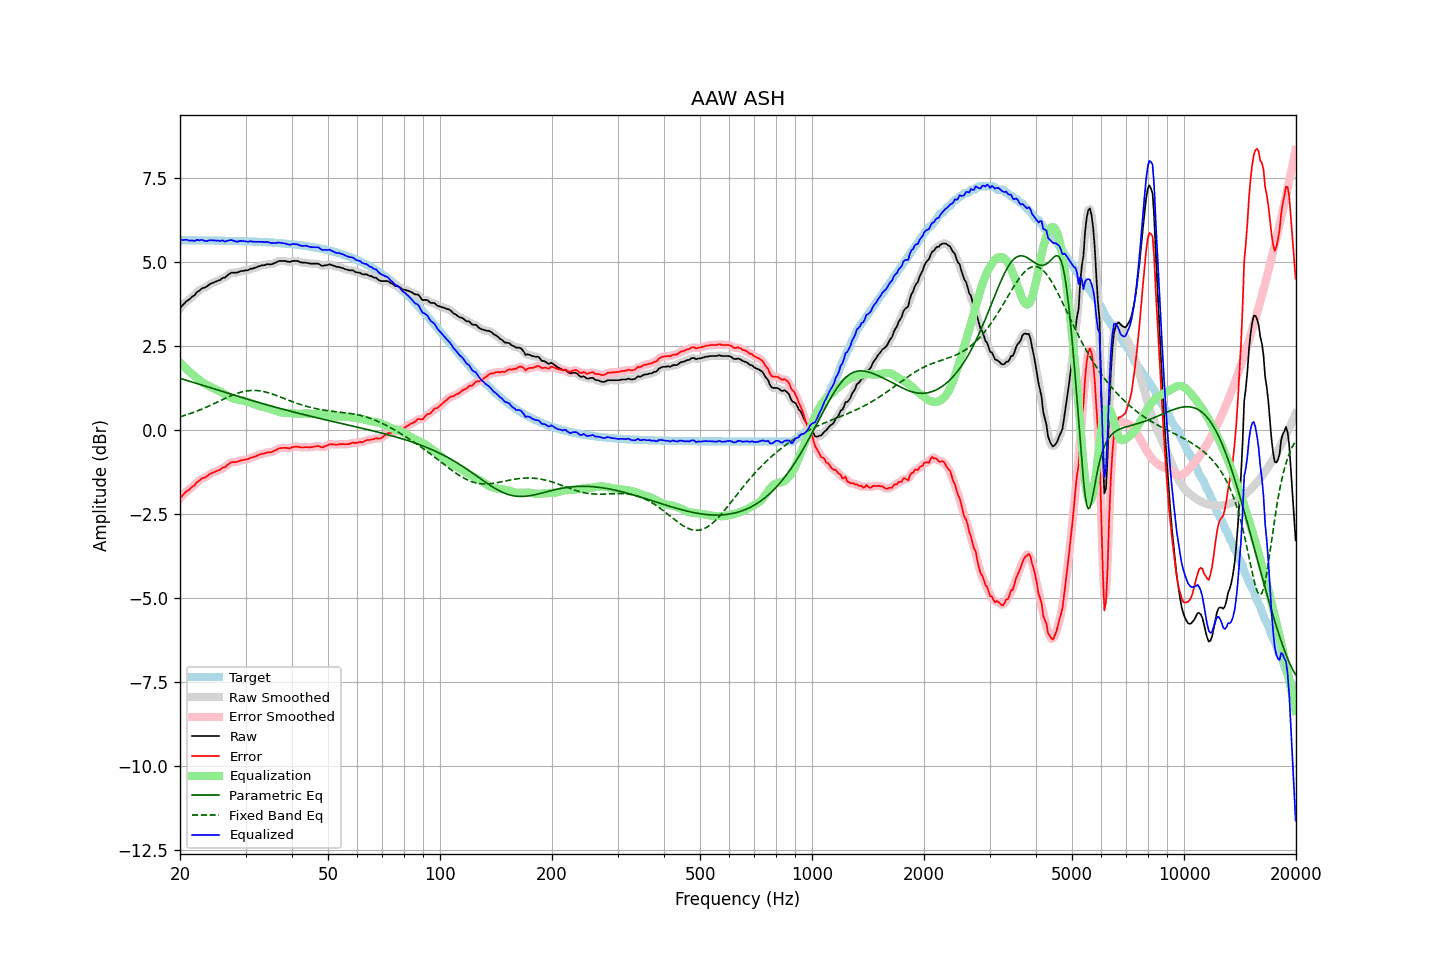 AAW ASH
Amplitude (dBr)
7.5
5.0
2.5
0.0
−2.5
−5.0
−7.5
−10.0
−12.5
Target
Raw Smoothed
Error Smoothed
Raw
Error
Equalization
Parametric Eq
Fixed Band Eq
Equalized
20 50 100 200 500 1000 2000 5000 10000 20000
Frequency (Hz)